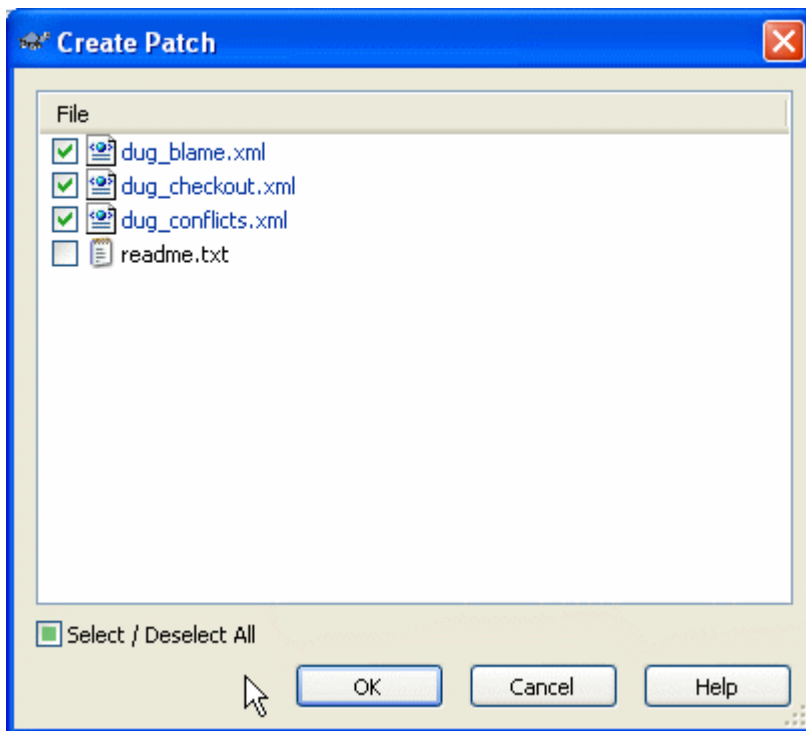 Create Patch
File
dug_blame.xml
dug_checkout.xml
dug_conflicts.xml
readme.txt
Select / Deselect All
OK Cancel Help